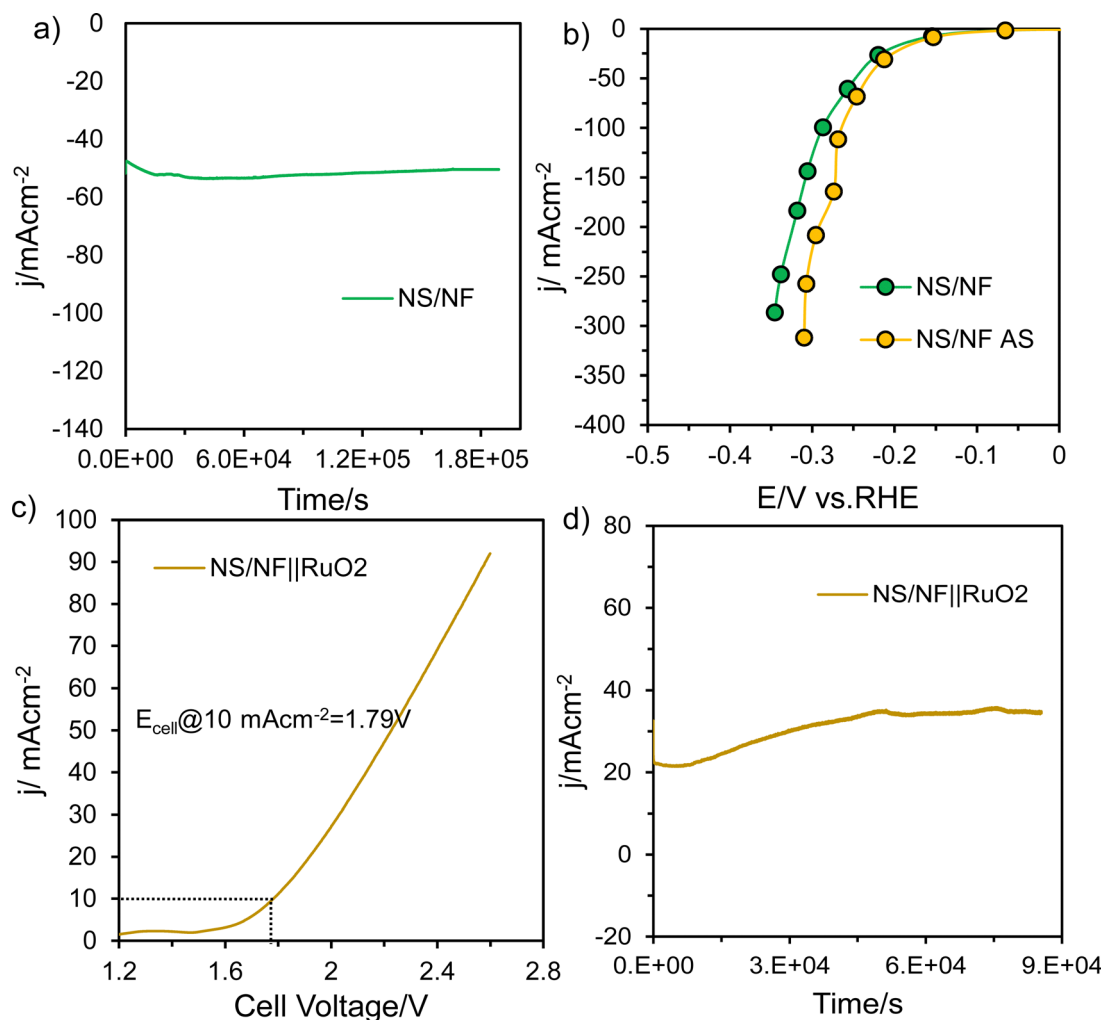 a)
0
-20
-40
-60
-80
-100
-120
-140
j/mAcm⁻²
NS/NF
0.0E+00 6.0E+04 1.2E+05 1.8E+05
Time/s
b)
0
-50
-100
-150
-200
-250
-300
-350
-400
j/ mAcm⁻²
NS/NF
NS/NF AS
-0.5 -0.4 -0.3 -0.2 -0.1 0
E/V vs.RHE
c)
100
90
80
70
60
50
40
30
20
10
0
j/ mAcm⁻²
NS/NF||RuO2
E_cell@10 mAcm⁻²=1.79V
1.2 1.6 2 2.4 2.8
Cell Voltage/V
d)
80
60
40
20
0
-20
j/mAcm⁻²
NS/NF||RuO2
0.E+00 3.E+04 6.E+04 9.E+04
Time/s